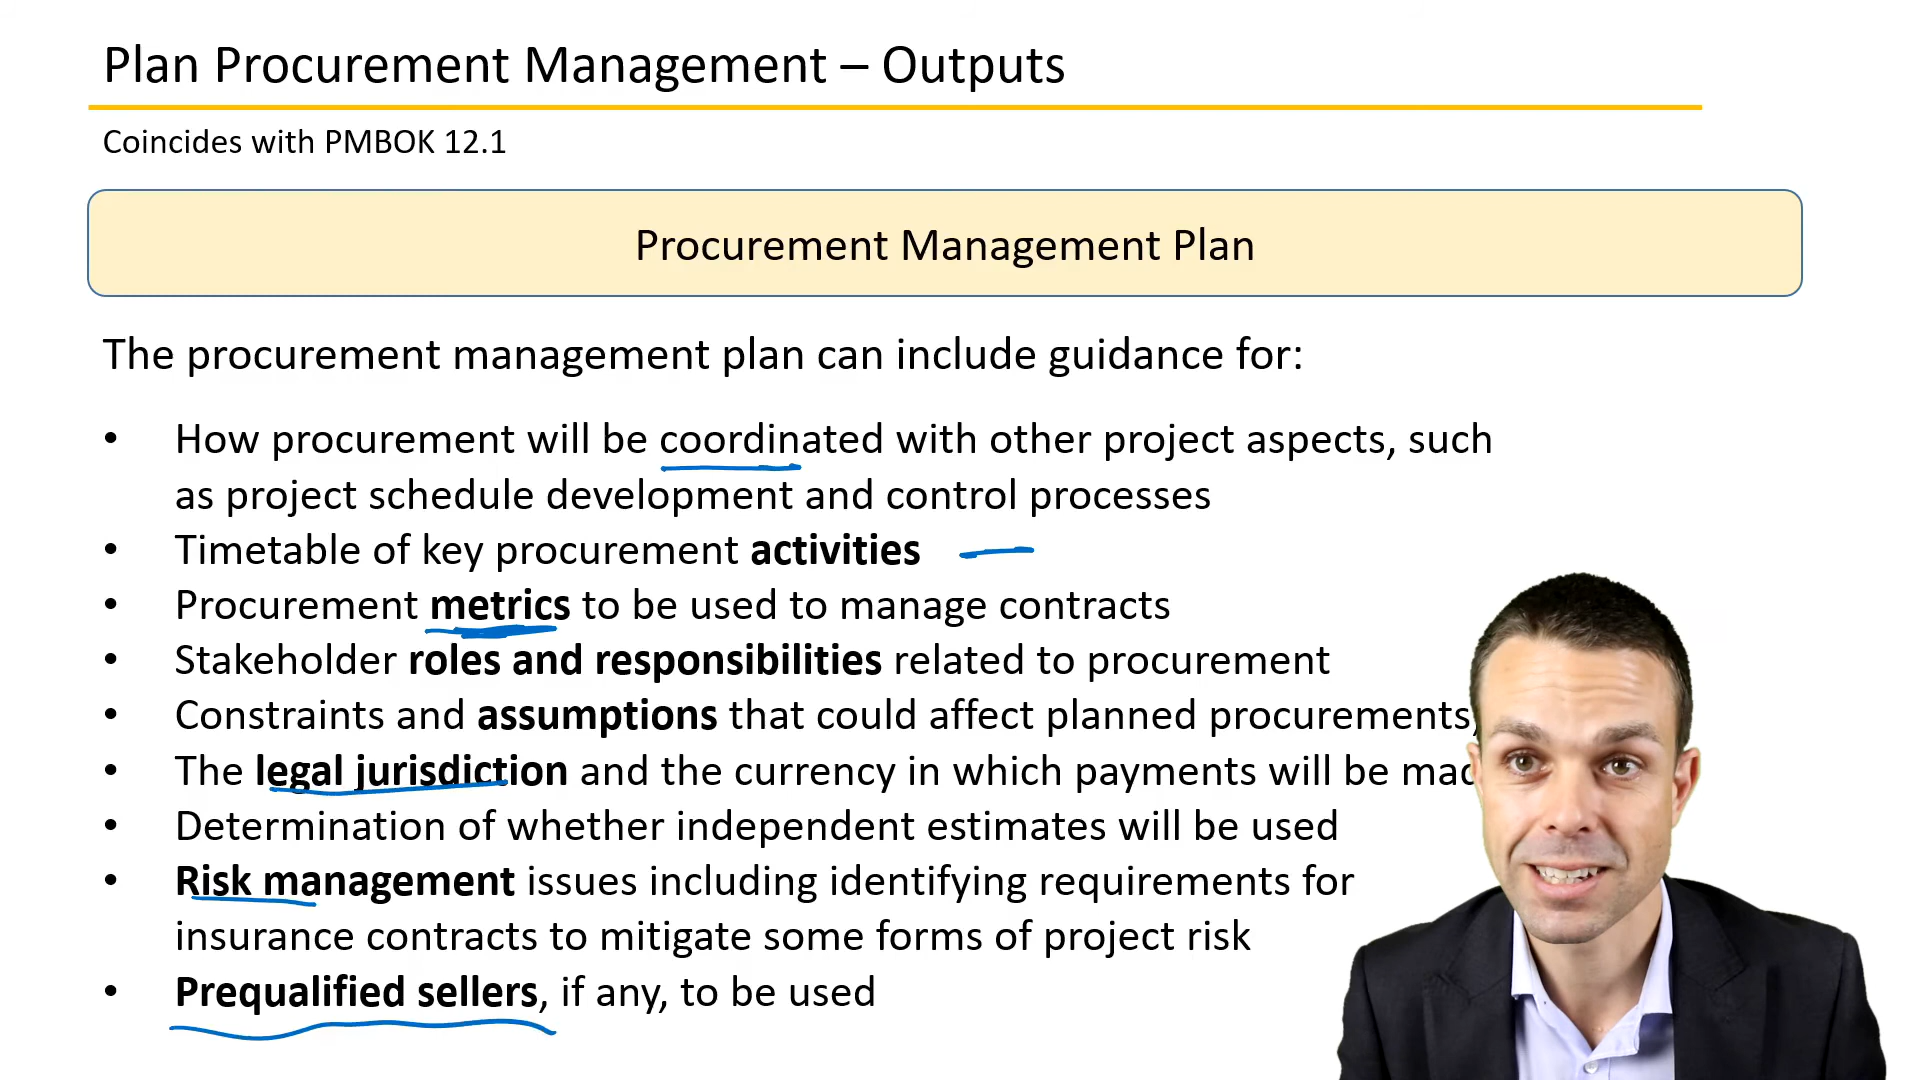 Plan Procurement Management – Outputs
Coincides with PMBOK 12.1
Procurement Management Plan
The procurement management plan can include guidance for:
• How procurement will be coordinated with other project aspects, such
as project schedule development and control processes
• Timetable of key procurement activities
• Procurement metrics to be used to manage contracts
• Stakeholder roles and responsibilities related to procurement
• Constraints and assumptions that could affect planned procurements,
• The legal jurisdiction and the currency in which payments will be
• Determination of whether independent estimates will be used
• Risk management issues including identifying requirements for
insurance contracts to mitigate some forms of project risk
• Prequalified sellers, if any, to be used